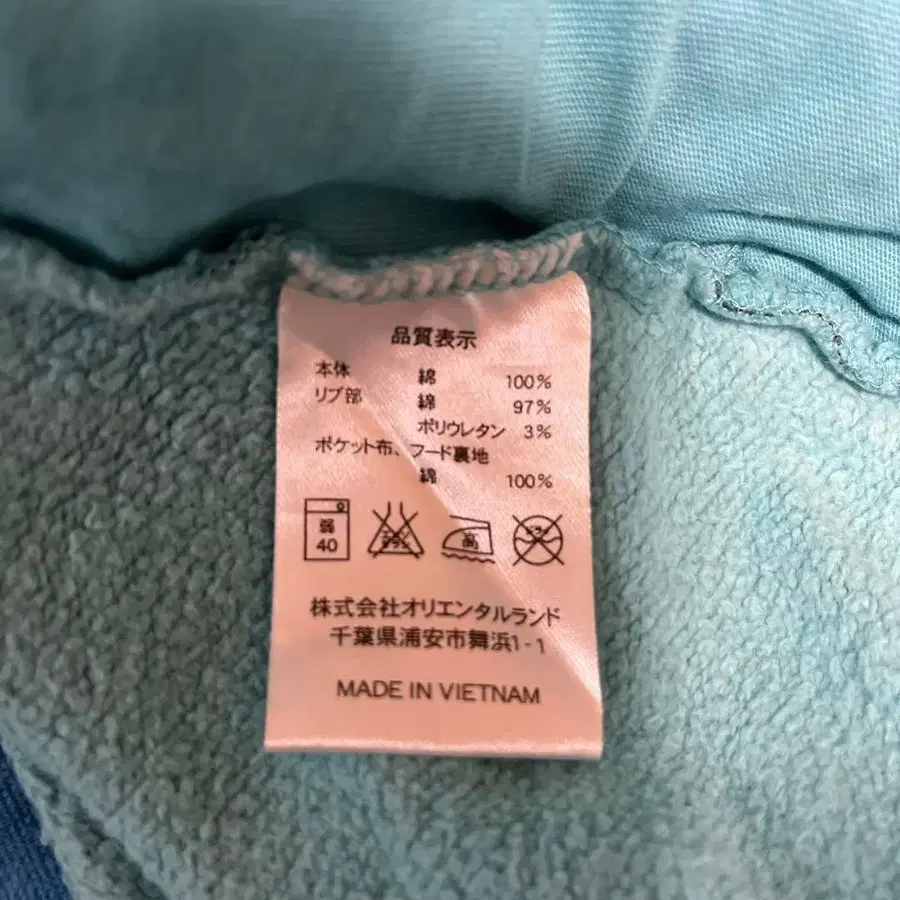 品質表示
本体 綿 100%
リブ部 綿 97%
ポリウレタン 3%
ポケット布、フード裏地
綿 100%
弱 高
40
株式会社オリエンタルランド
千葉県浦安市舞浜1-1
MADE IN VIETNAM